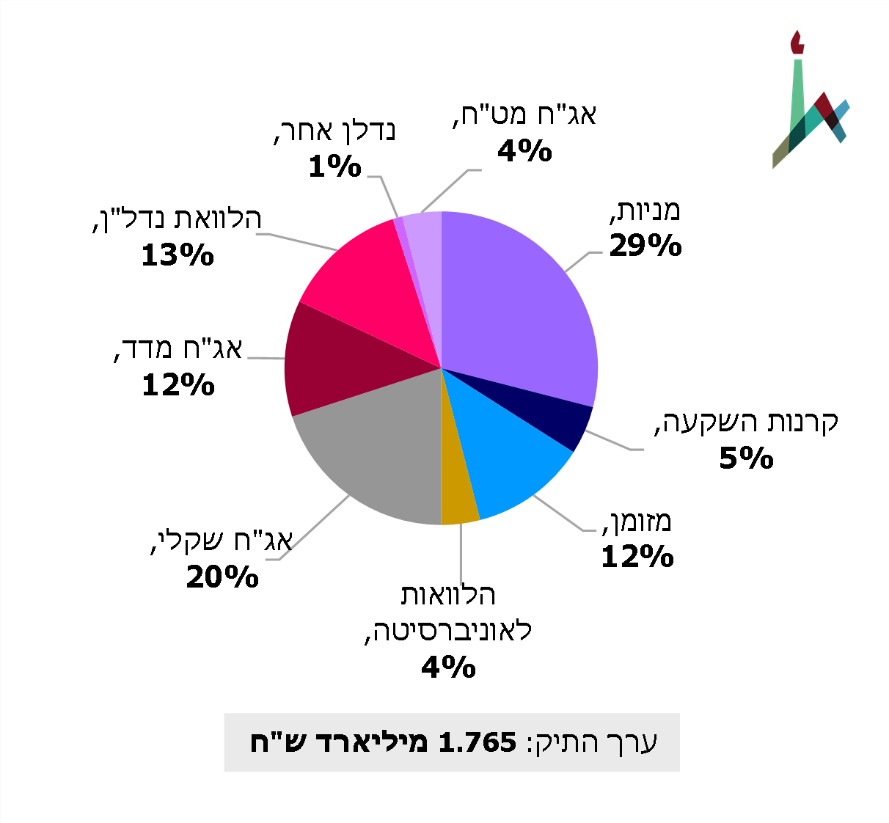 אג"ח מט"ח,
4%
נדלן אחר,
1%
מניות,
29%
הלוואת נדל"ן,
13%
אג"ח מדד,
12%
קרנות השקעה,
5%
מזומן,
12%
אג"ח שקלי,
20%
הלוואות
לאוניברסיטה,
4%
ערך התיק: 1.765 מיליארד ש"ח